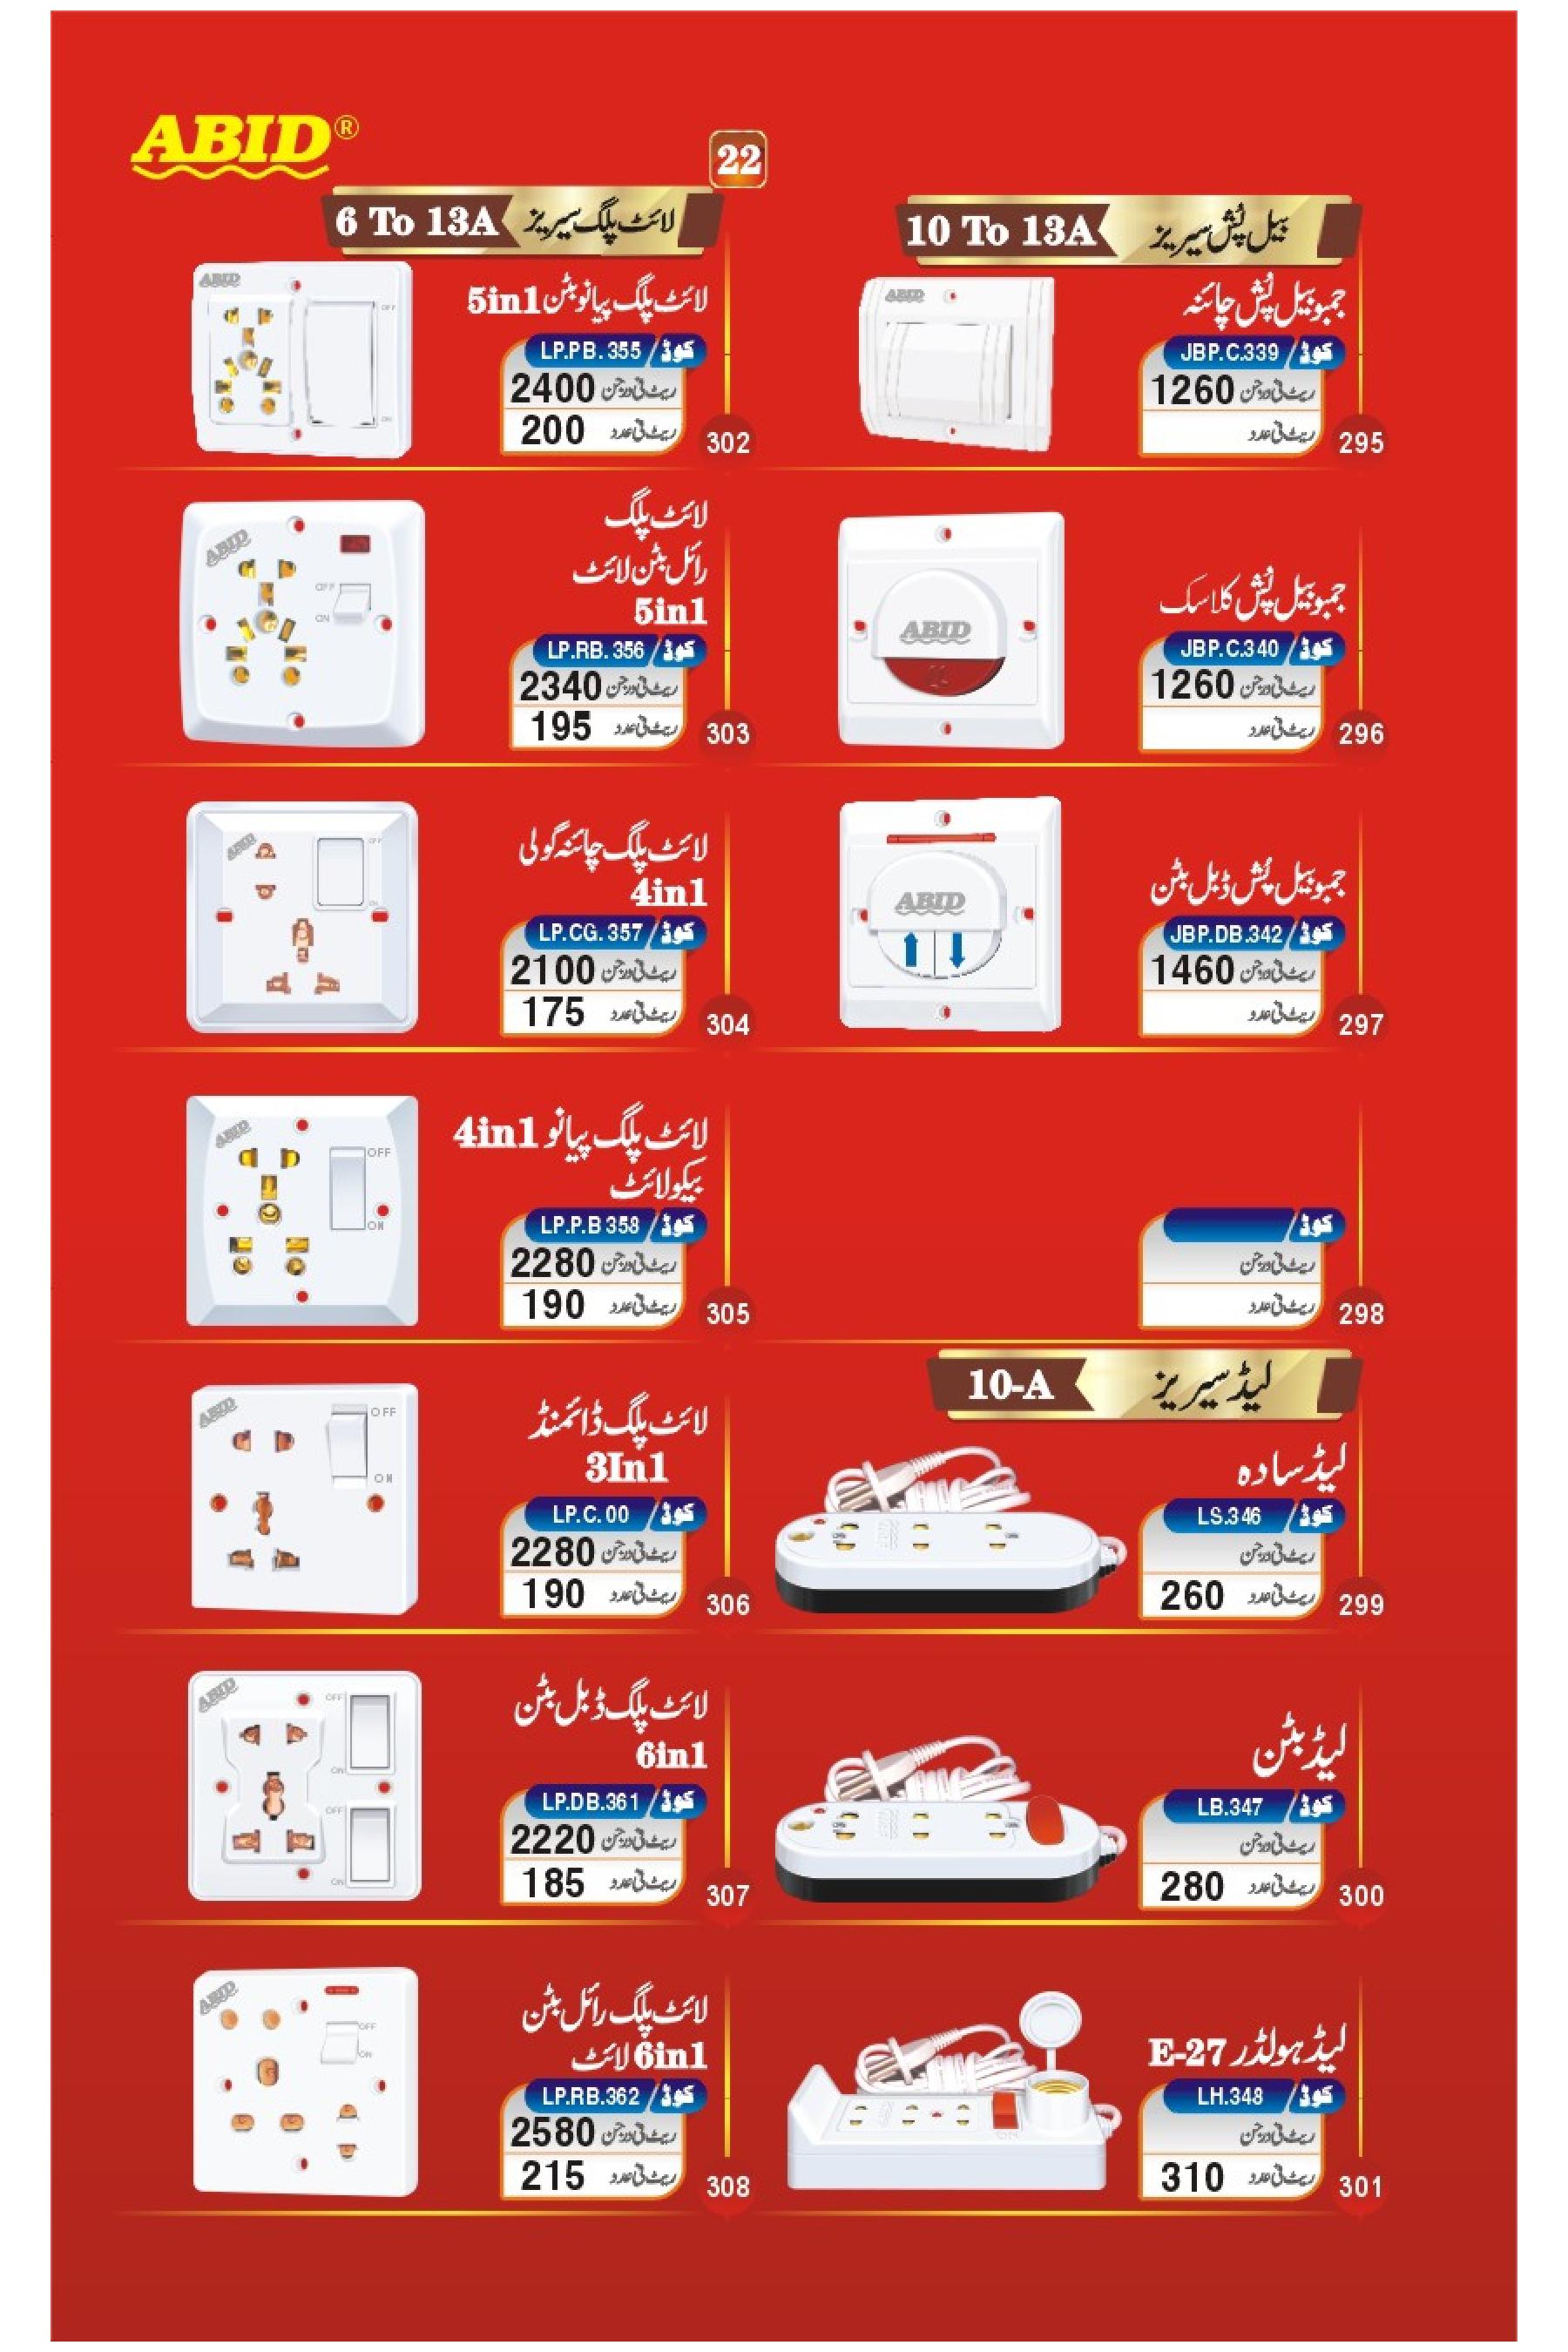 ABID®
22
بیل پُش سیریز 10 To 13A
جمبو بیل پُش چائنہ
کوڈ / JBP.C.339
ریٹ فی درجن 1260
ریٹ فی عدد
295
جمبو بیل پُش کلاسک
کوڈ / JBP.C.340
ریٹ فی درجن 1260
ریٹ فی عدد
296
جمبو بیل پُش ڈبل بٹن
کوڈ / JBP.DB.342
ریٹ فی درجن 1460
ریٹ فی عدد
297
کوڈ /
ریٹ فی درجن
ریٹ فی عدد
298
لیڈ سیریز 10-A
لیڈ سادہ
کوڈ / LS.346
ریٹ فی درجن
ریٹ فی عدد 260
299
لیڈ بٹن
کوڈ / LB.347
ریٹ فی درجن
ریٹ فی عدد 280
300
لیڈ ہولڈر E-27
کوڈ / LH.348
ریٹ فی درجن
ریٹ فی عدد 310
301
لائٹ پلگ سیریز 6 To 13A
لائٹ پلگ پیانو بٹن 5in1
کوڈ / LP.PB. 355
ریٹ فی درجن 2400
ریٹ فی عدد 200
302
لائٹ پلگ
رائل بٹن لائٹ
5in1
کوڈ / LP.RB. 356
ریٹ فی درجن 2340
ریٹ فی عدد 195
303
لائٹ پلگ چائنہ گولی
4in1
کوڈ / LP.CG. 357
ریٹ فی درجن 2100
ریٹ فی عدد 175
304
لائٹ پلگ پیانو 4in1
بیکولائٹ
کوڈ / LP.P.B 358
ریٹ فی درجن 2280
ریٹ فی عدد 190
305
لائٹ پلگ ڈائمنڈ
3In1
کوڈ / LP.C. 00
ریٹ فی درجن 2280
ریٹ فی عدد 190
306
لائٹ پلگ ڈبل بٹن
6in1
کوڈ / LP.DB.361
ریٹ فی درجن 2220
ریٹ فی عدد 185
307
لائٹ پلگ رائل بٹن
6in1 لائٹ
کوڈ / LP.RB.362
ریٹ فی درجن 2580
ریٹ فی عدد 215
308